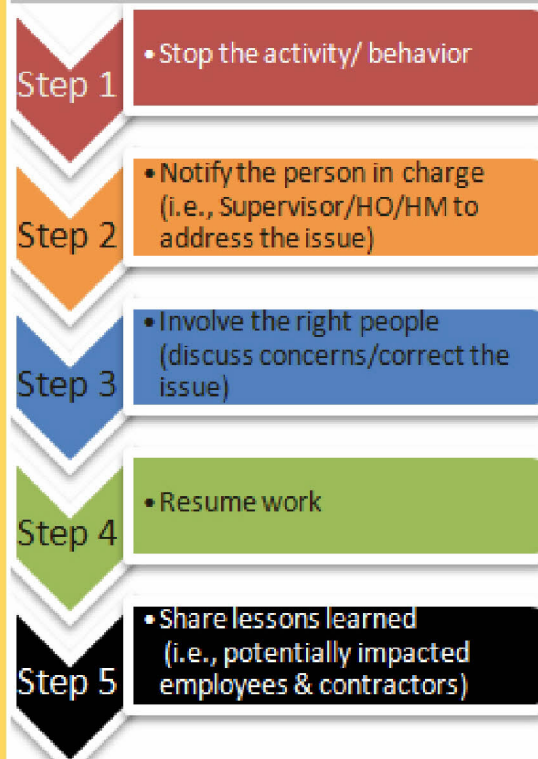 Step 1
• Stop the activity/ behavior
Step 2
• Notify the person in charge
(i.e., Supervisor/HO/HM to
address the issue)
Step 3
• Involve the right people
(discuss concerns/correct the
issue)
Step 4
• Resume work
Step 5
• Share lessons learned
(i.e., potentially impacted
employees & contractors)